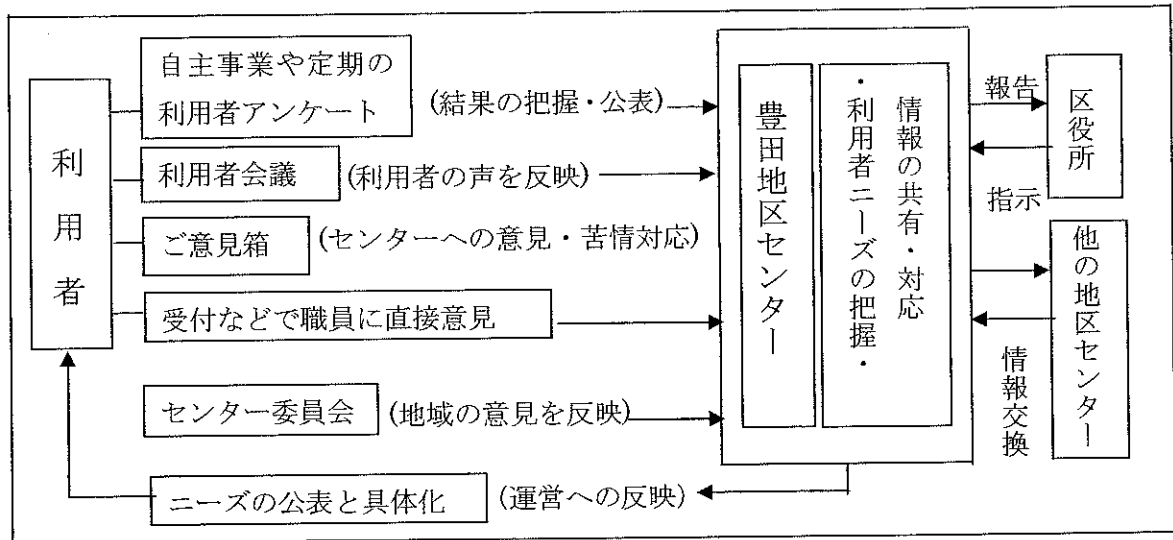 利用者
自主事業や定期の
利用者アンケート
(結果の把握・公表)
利用者会議
(利用者の声を反映)
ご意見箱
(センターへの意見・苦情対応)
受付などで職員に直接意見
センター委員会
(地域の意見を反映)
ニーズの公表と具体化
(運営への反映)
豊田地区センター
情報の共有・対応
・利用者ニーズの把握・
報告
区役所
指示
他の地区センター
情報交換